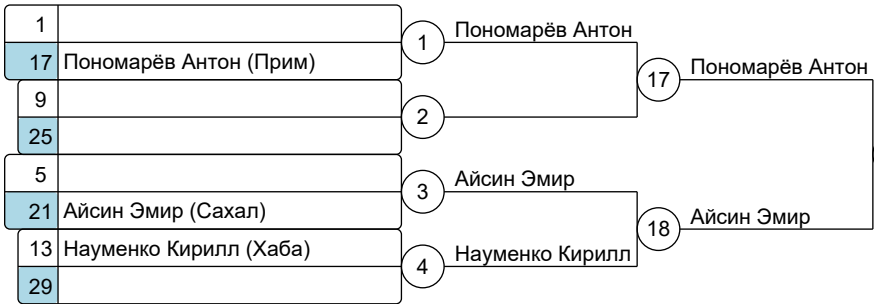 1
Пономарёв Антон
17 Пономарёв Антон (Прим)
1
17 Пономарёв Антон
9
2
25
5
Айсин Эмир
3
21 Айсин Эмир (Сахал)
18 Айсин Эмир
13 Науменко Кирилл (Хаба)
Науменко Кирилл
4
29